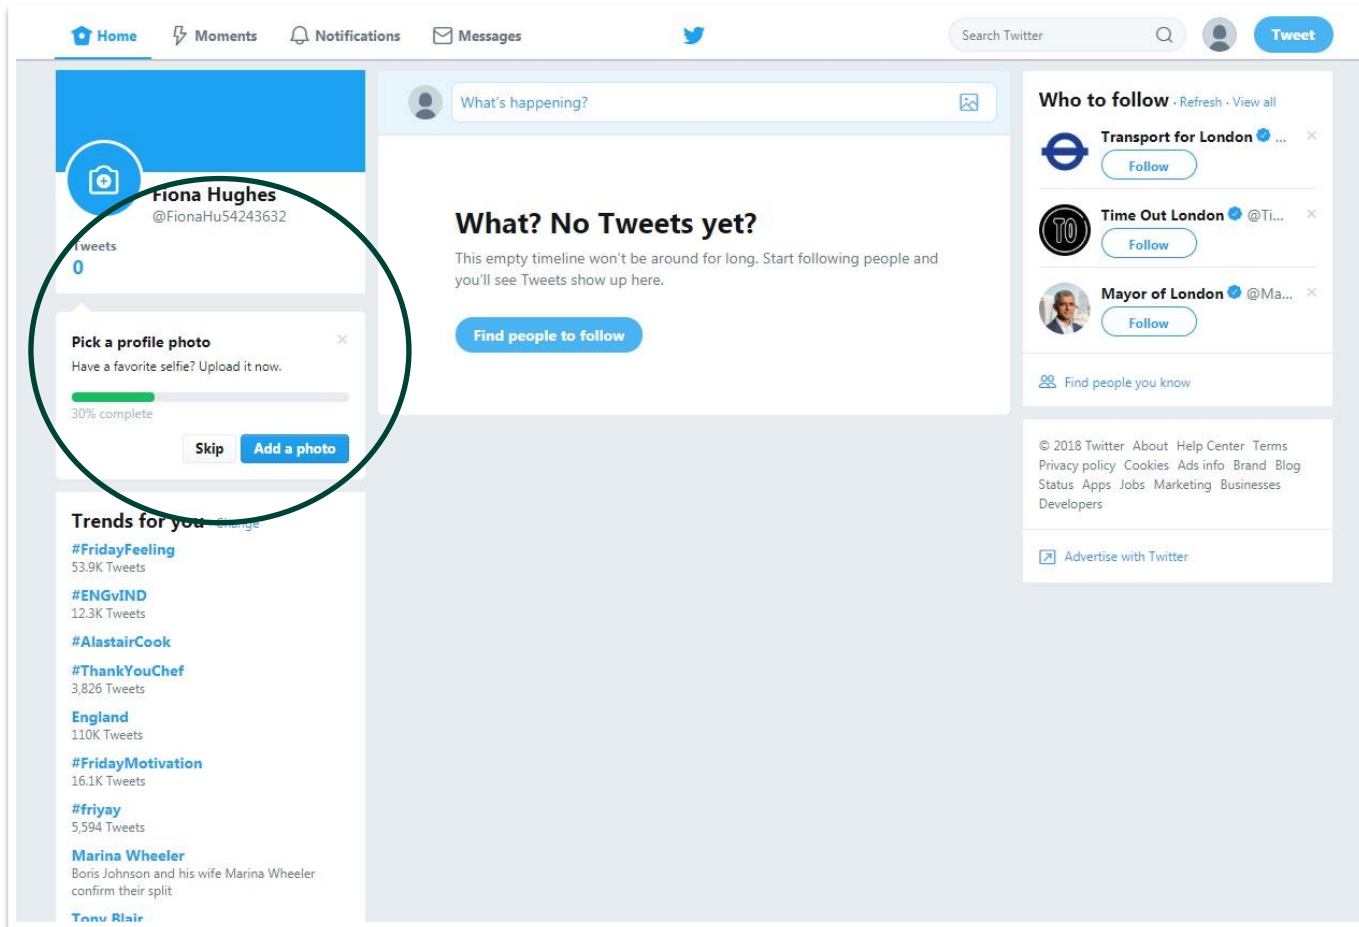 Home Moments Notifications Messages Search Twitter Tweet
Fiona Hughes
@FionaHu54243632
Tweets
0
Pick a profile photo
Have a favorite selfie? Upload it now.
30% complete
Skip Add a photo
Trends for you · Change
#FridayFeeling
53.9K Tweets
#ENGvIND
12.3K Tweets
#AlastairCook
#ThankYouChef
3,826 Tweets
England
110K Tweets
#FridayMotivation
16.1K Tweets
#friyay
5,594 Tweets
Marina Wheeler
Boris Johnson and his wife Marina Wheeler
confirm their split
Tony Blair
What's happening?
What? No Tweets yet?
This empty timeline won't be around for long. Start following people and
you'll see Tweets show up here.
Find people to follow
Who to follow · Refresh · View all
Transport for London ...
Follow
TO
Time Out London @Ti...
Follow
Mayor of London @Ma...
Follow
Find people you know
© 2018 Twitter About Help Center Terms
Privacy policy Cookies Ads info Brand Blog
Status Apps Jobs Marketing Businesses
Developers
Advertise with Twitter